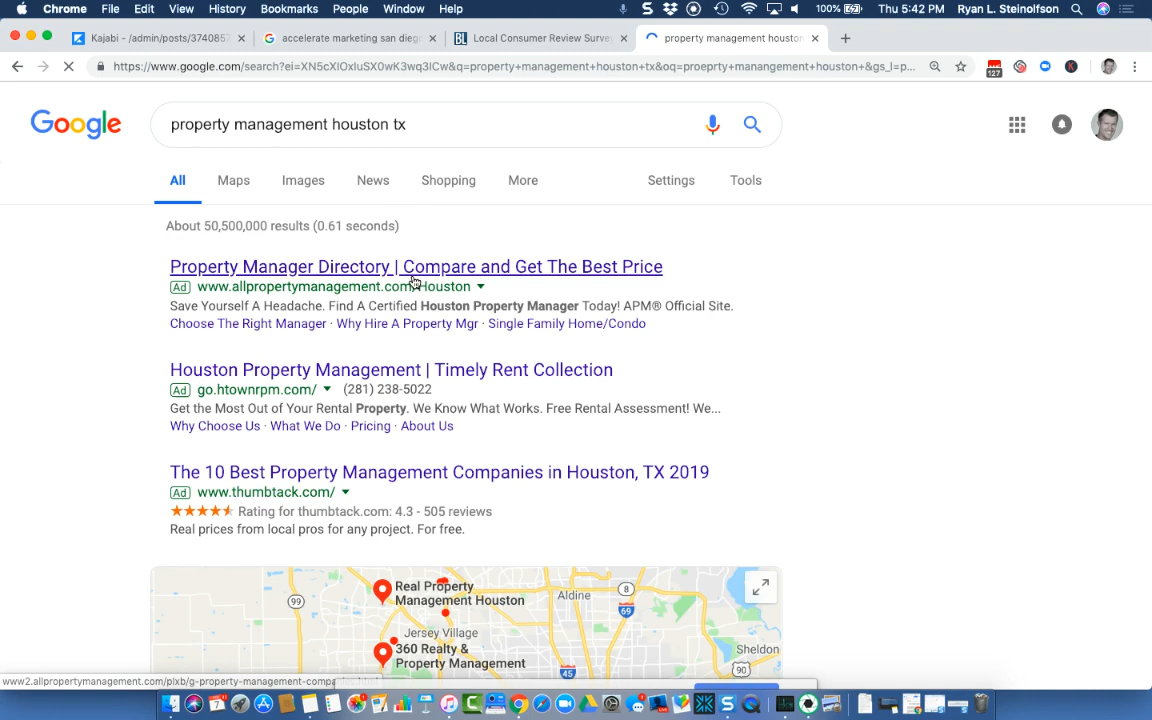 Chrome File Edit View History Bookmarks People Window Help 100% Thu 5:42 PM Ryan L. Steinolfson
Kajabi - /admin/posts/3740857 × accelerate marketing san dieg × Local Consumer Review Surve × property management houston × +
https://www.google.com/search?ei=XN5cXIOxIuSX0wK3wq3ICw&q=property+management+houston+tx&oq=proeprty+manangement+houston+&gs_l=p...
127
Google
property management houston tx
All Maps Images News Shopping More Settings Tools
About 50,500,000 results (0.61 seconds)
Property Manager Directory | Compare and Get The Best Price
Ad www.allpropertymanagement.com/Houston
Save Yourself A Headache. Find A Certified Houston Property Manager Today! APM® Official Site.
Choose The Right Manager · Why Hire A Property Mgr · Single Family Home/Condo
Houston Property Management | Timely Rent Collection
Ad go.htownrpm.com/ (281) 238-5022
Get the Most Out of Your Rental Property. We Know What Works. Free Rental Assessment! We...
Why Choose Us · What We Do · Pricing · About Us
The 10 Best Property Management Companies in Houston, TX 2019
Ad www.thumbtack.com/
Rating for thumbtack.com: 4.3 - 505 reviews
Real prices from local pros for any project. For free.
Real Property
Management Houston
99
Aldine
8
69
Jersey Village
360 Realty &
Property Management
Sheldon
90
45
www2.allpropertymanagement.com/plxb/g-property-management-compa